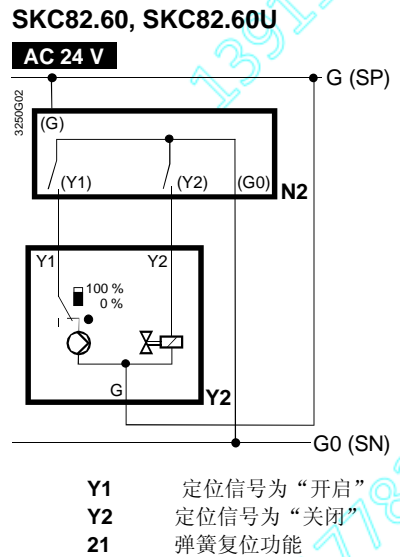 SKC82.60, SKC82.60U
AC 24 V
G (SP)
3250G02
(G)
(Y1)
(Y2)
(G0)
N2
Y1
Y2
100 %
0 %
G
Y2
G0 (SN)
Y1 定位信号为“开启”
Y2 定位信号为“关闭”
21 弹簧复位功能
1391
778